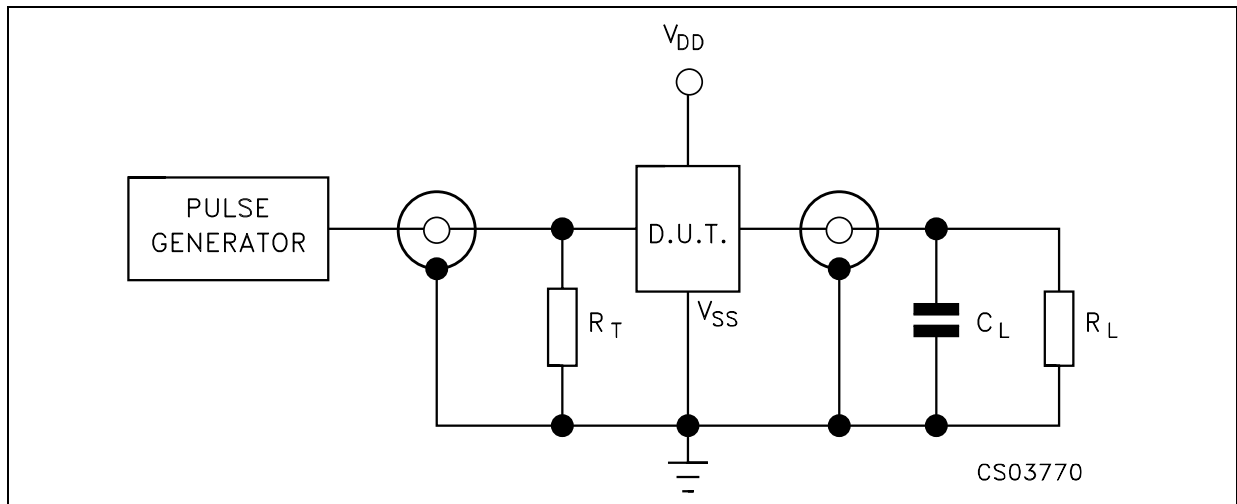 VDD
PULSE
GENERATOR
D.U.T.
VSS
RT
CL
RL
CS03770